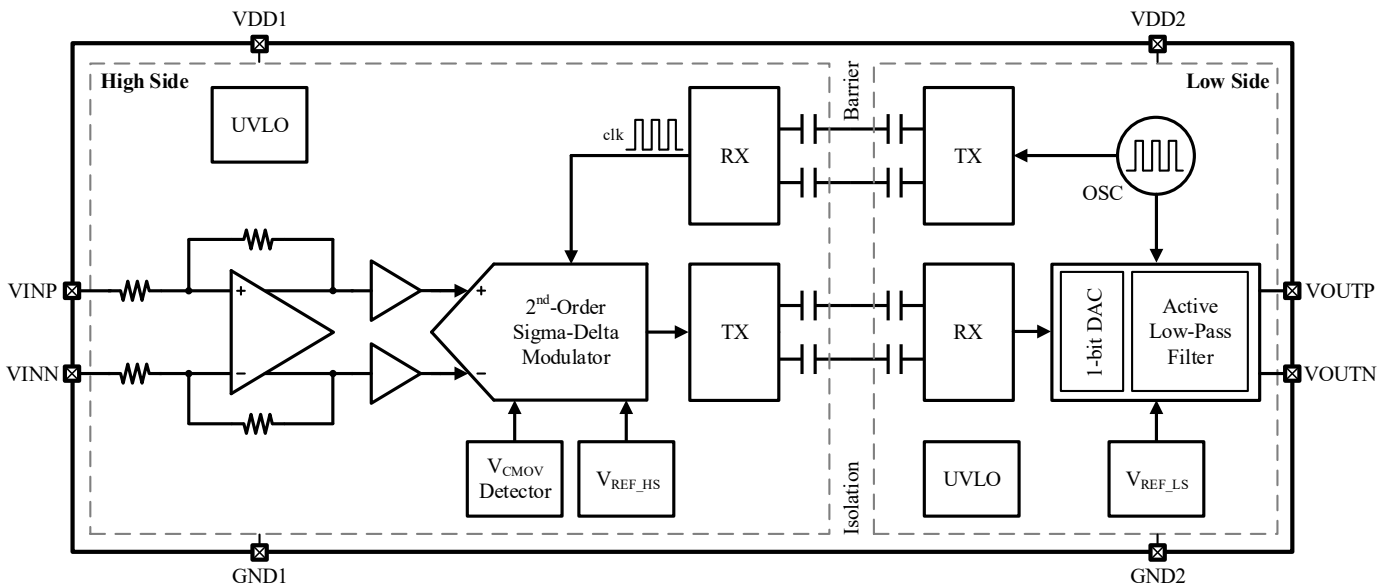 VDD1
VDD2
High Side
Barrier
Low Side
UVLO
clk
RX
TX
OSC
VINP
VINN
+
−
+
−
2nd-Order
Sigma-Delta
Modulator
TX
RX
1-bit DAC
Active
Low-Pass
Filter
VOUTP
VOUTN
VCMOV
Detector
VREF_HS
Isolation
UVLO
VREF_LS
GND1
GND2